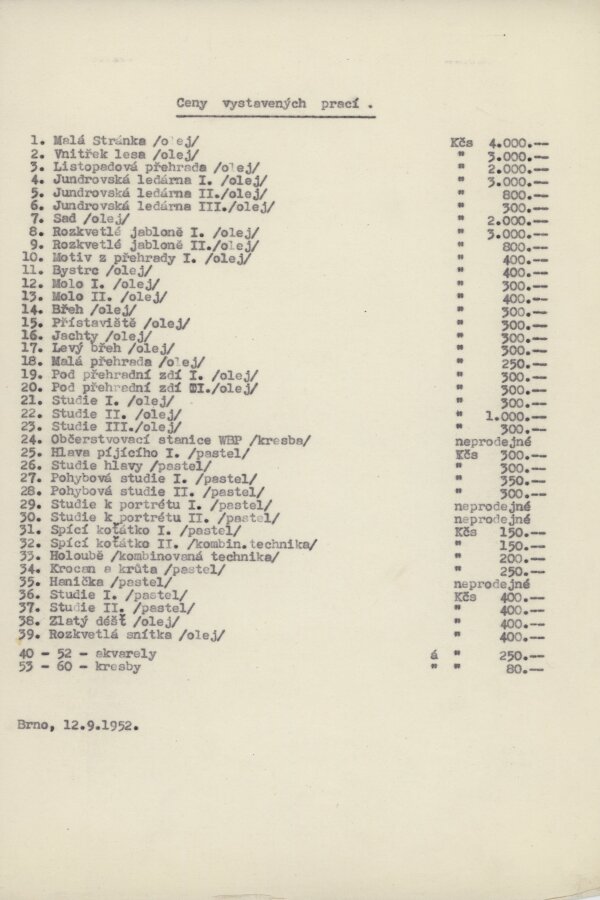 Ceny vystavených prací .
1. Malá Stránka /olej/ Kčs 4.000.--
2. Vnitřek lesa /olej/ " 3.000.--
3. Listopadová přehrada /olej/ " 2.000.--
4. Jundrovská ledárna I. /olej/ " 3.000.--
5. Jundrovská ledárna II./olej/ " 800.--
6. Jundrovská ledárna III./olej/ " 300.--
7. Sad /olej/ " 2.000.--
8. Rozkvetlé jabloně I. /olej/ " 3.000.--
9. Rozkvetlé jabloně II./olej/ " 800.--
10. Motiv z přehrady I. /olej/ " 400.--
11. Bystrc /olej/ " 400.--
12. Molo I. /olej/ " 300.--
13. Molo II. /olej/ " 400.--
14. Břeh /olej/ " 300.--
15. Přístaviště /olej/ " 300.--
16. Jachty /olej/ " 300.--
17. Levý břeh /olej/ " 300.--
18. Malá přehrada /olej/ " 250.--
19. Pod přehradní zdí I. /olej/ " 300.--
20. Pod přehradní zdí II./olej/ " 300.--
21. Studie I. /olej/ " 300.--
22. Studie II. /olej/ " 1.000.--
23. Studie III./olej/ " 300.--
24. Občerstvovací stanice WBP /kresba/ neprodejné
25. Hlava píjícího I. /pastel/ Kčs 300.--
26. Studie hlavy /pastel/ " 300.--
27. Pohybová studie I. /pastel/ " 350.--
28. Pohybová studie II. /pastel/ " 300.--
29. Studie k portrétu I. /pastel/ neprodejné
30. Studie k portrétu II. /pastel/ neprodejné
31. Spící koťátko I. /pastel/ Kčs 150.--
32. Spící koťátko II. /kombin.technika/ " 150.--
33. Holoubě /kombinovaná technika/ " 200.--
34. Krocan a krůta /pastel/ " 250.--
35. Hanička /pastel/ neprodejné
36. Studie I. /pastel/ Kčs 400.--
37. Studie II. /pastel/ " 400.--
38. Zlatý déšť /olej/ " 400.--
39. Rozkvetlá snítka /olej/ " 400.--
40 - 52 - akvarely á " 250.--
53 - 60 - kresby " " 80.--
Brno, 12.9.1952.